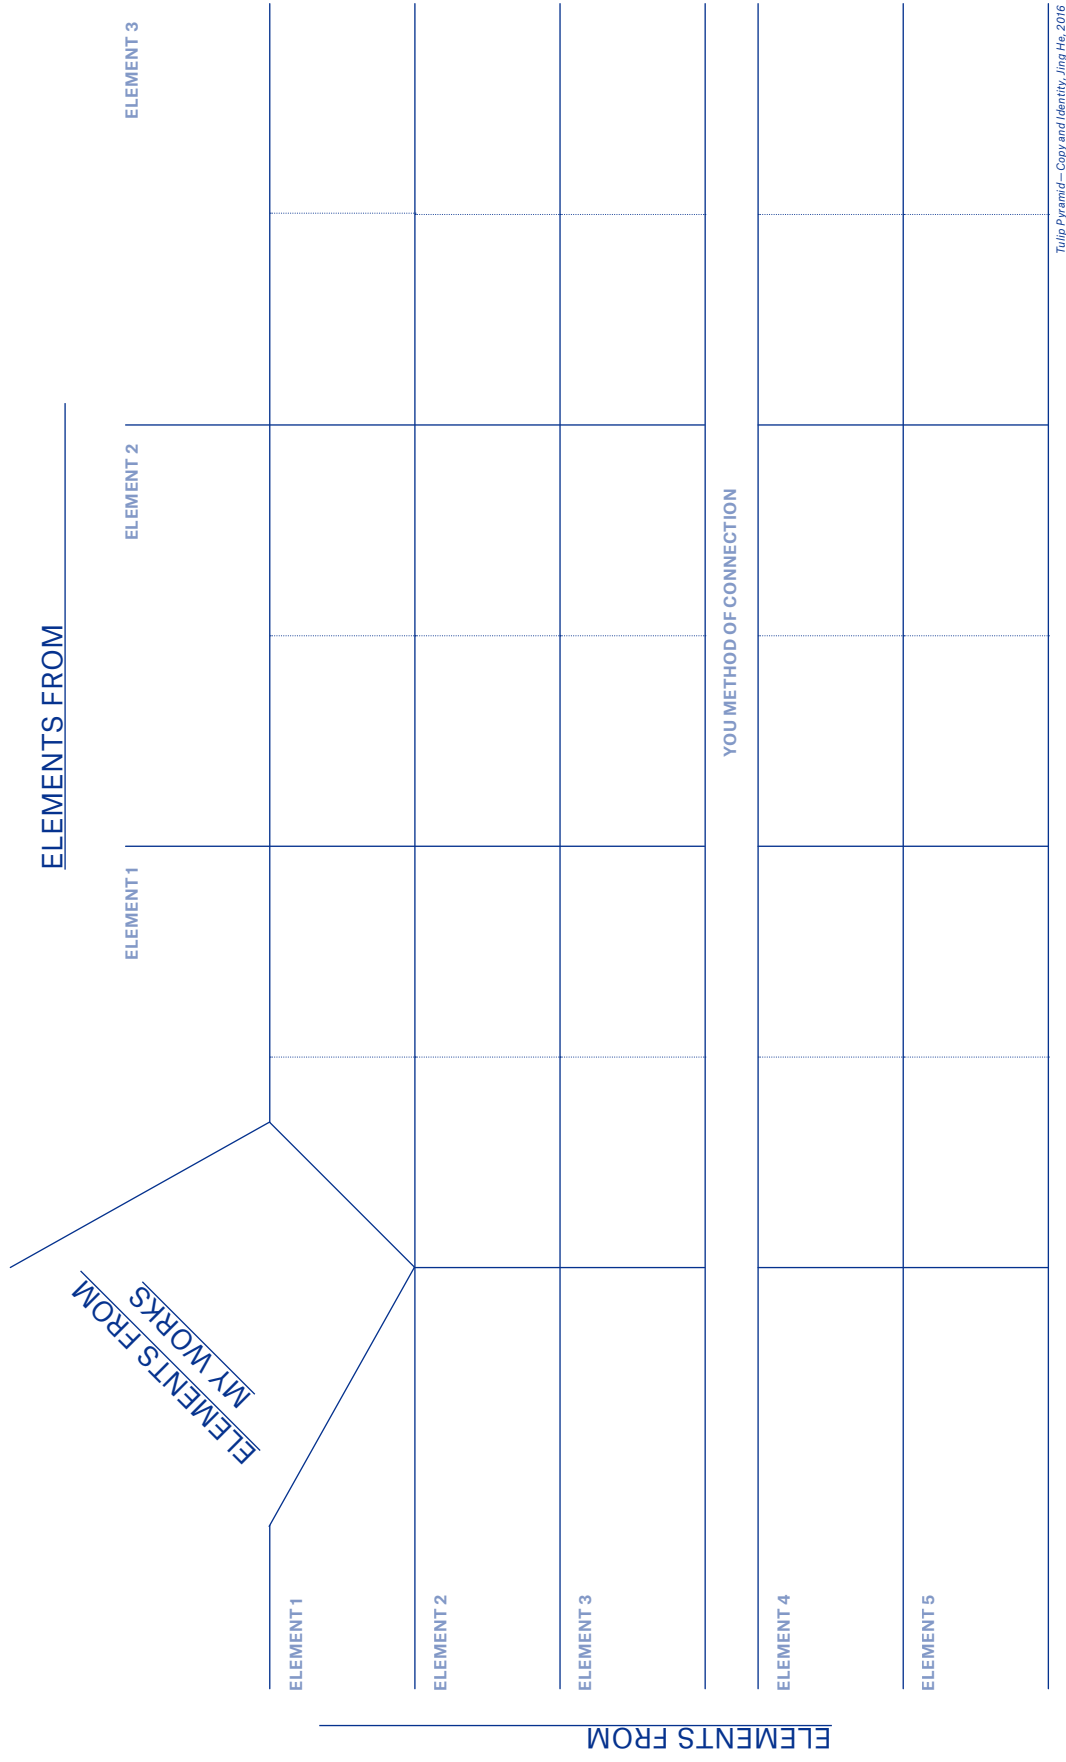 ELEMENTS FROM
ELEMENT 1
ELEMENT 2
ELEMENT 3
ELEMENTS FROM
MY WORKS
ELEMENTS FROM
ELEMENT 1
ELEMENT 2
ELEMENT 3
YOU METHOD OF CONNECTION
ELEMENT 4
ELEMENT 5
Tulip Pyramid – Copy and Identity, Jing He, 2016